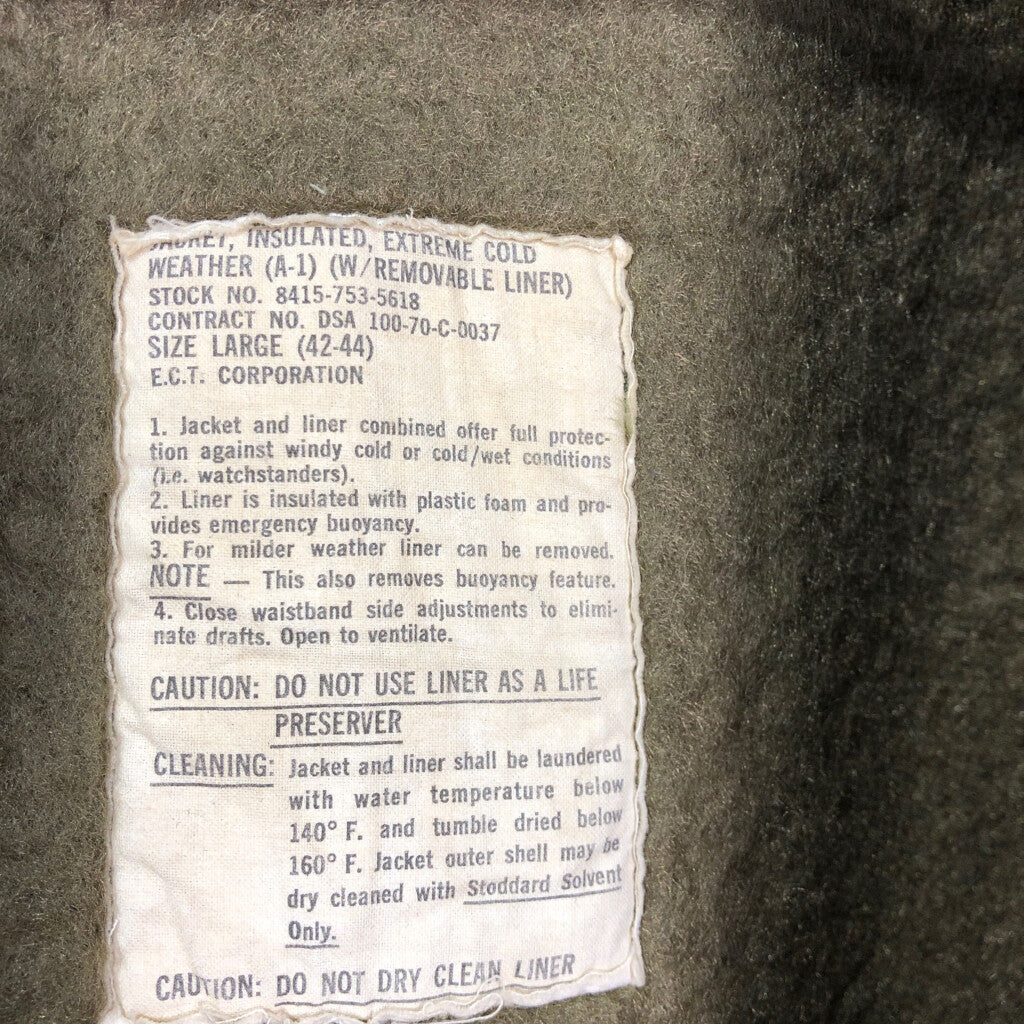 JACKET, INSULATED, EXTREME COLD
WEATHER (A-1) (W/REMOVABLE LINER)
STOCK NO. 8415-753-5618
CONTRACT NO. DSA 100-70-C-0037
SIZE LARGE (42-44)
E.C.T. CORPORATION
1. Jacket and liner combined offer full protec-
tion against windy cold or cold/wet conditions
(i.e. watchstanders).
2. Liner is insulated with plastic foam and pro-
vides emergency buoyancy.
3. For milder weather liner can be removed.
NOTE — This also removes buoyancy feature.
4. Close waistband side adjustments to elimi-
nate drafts. Open to ventilate.
CAUTION: DO NOT USE LINER AS A LIFE
PRESERVER
CLEANING: Jacket and liner shall be laundered
with water temperature below
140° F. and tumble dried below
160° F. Jacket outer shell may be
dry cleaned with Stoddard Solvent
Only.
CAUTION: DO NOT DRY CLEAN LINER